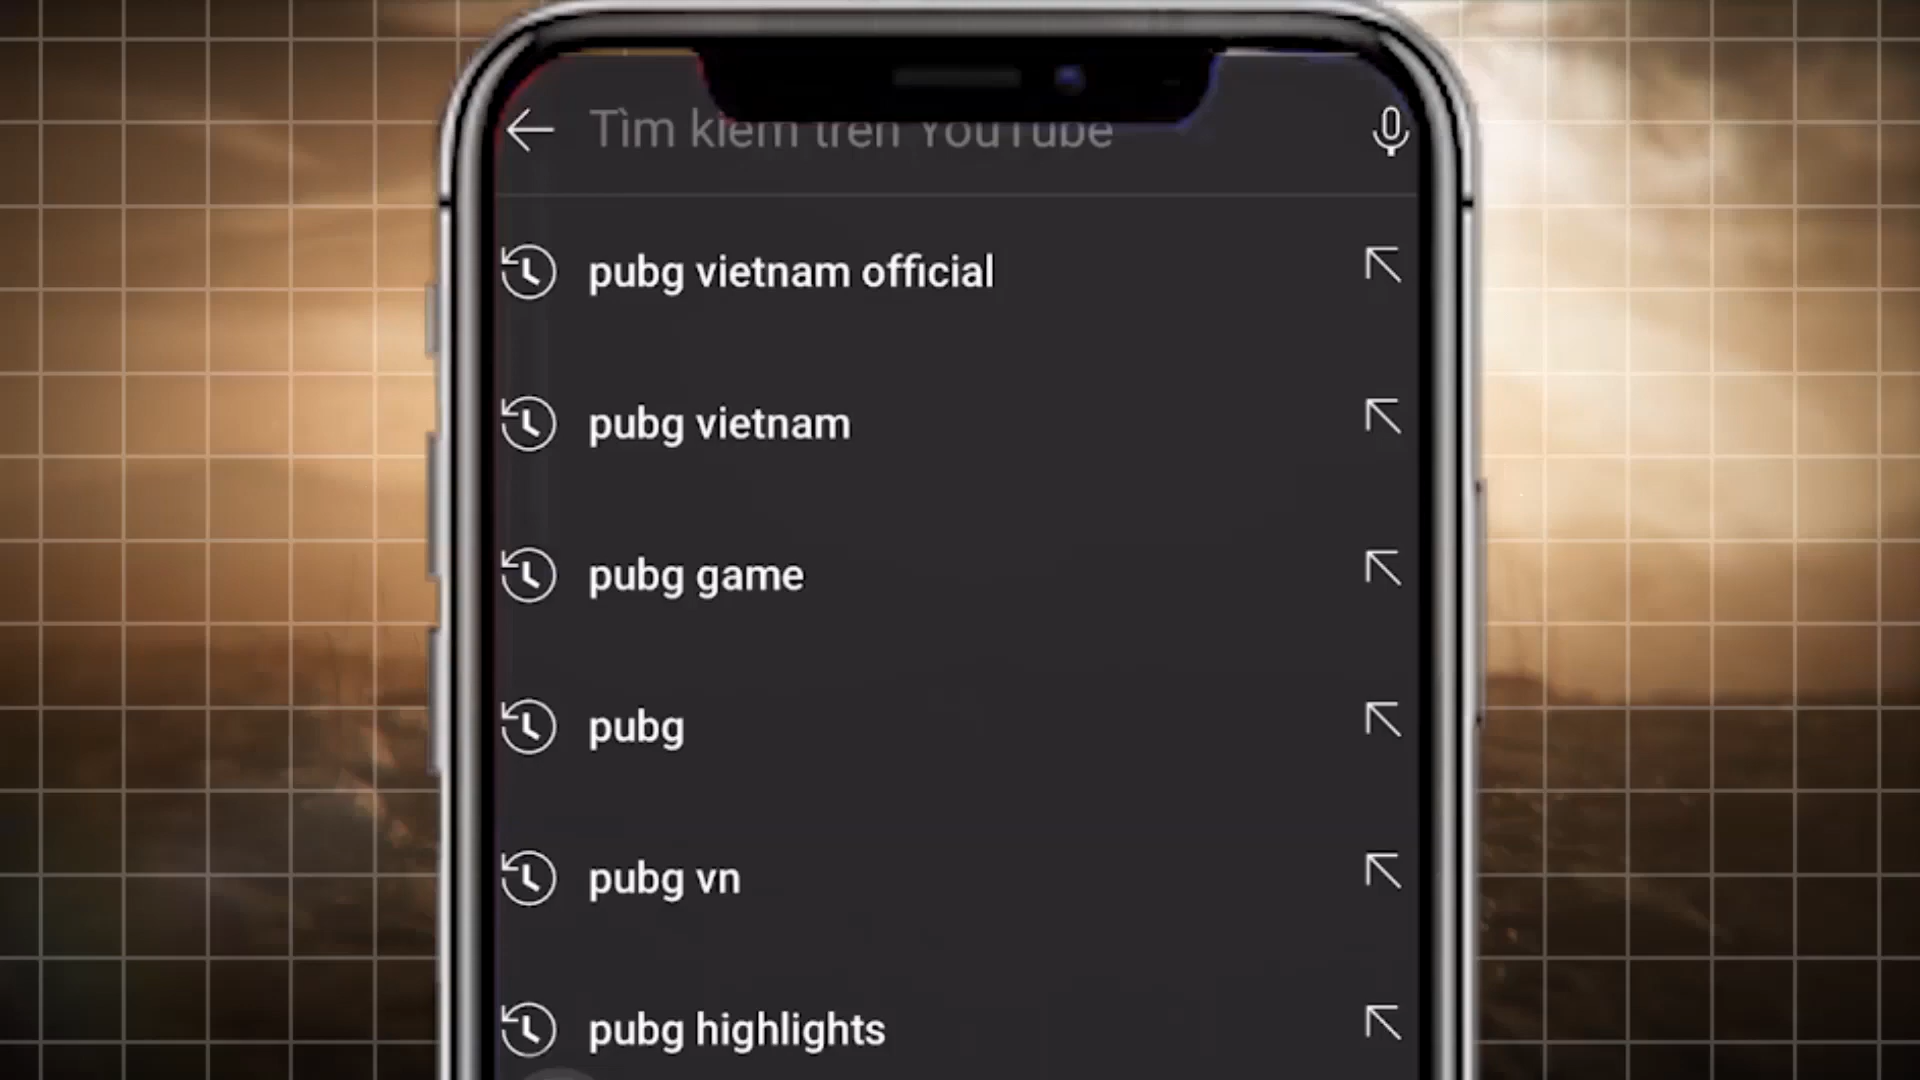 Tìm kiếm trên YouTube
pubg vietnam official
pubg vietnam
pubg game
pubg
pubg vn
pubg highlights